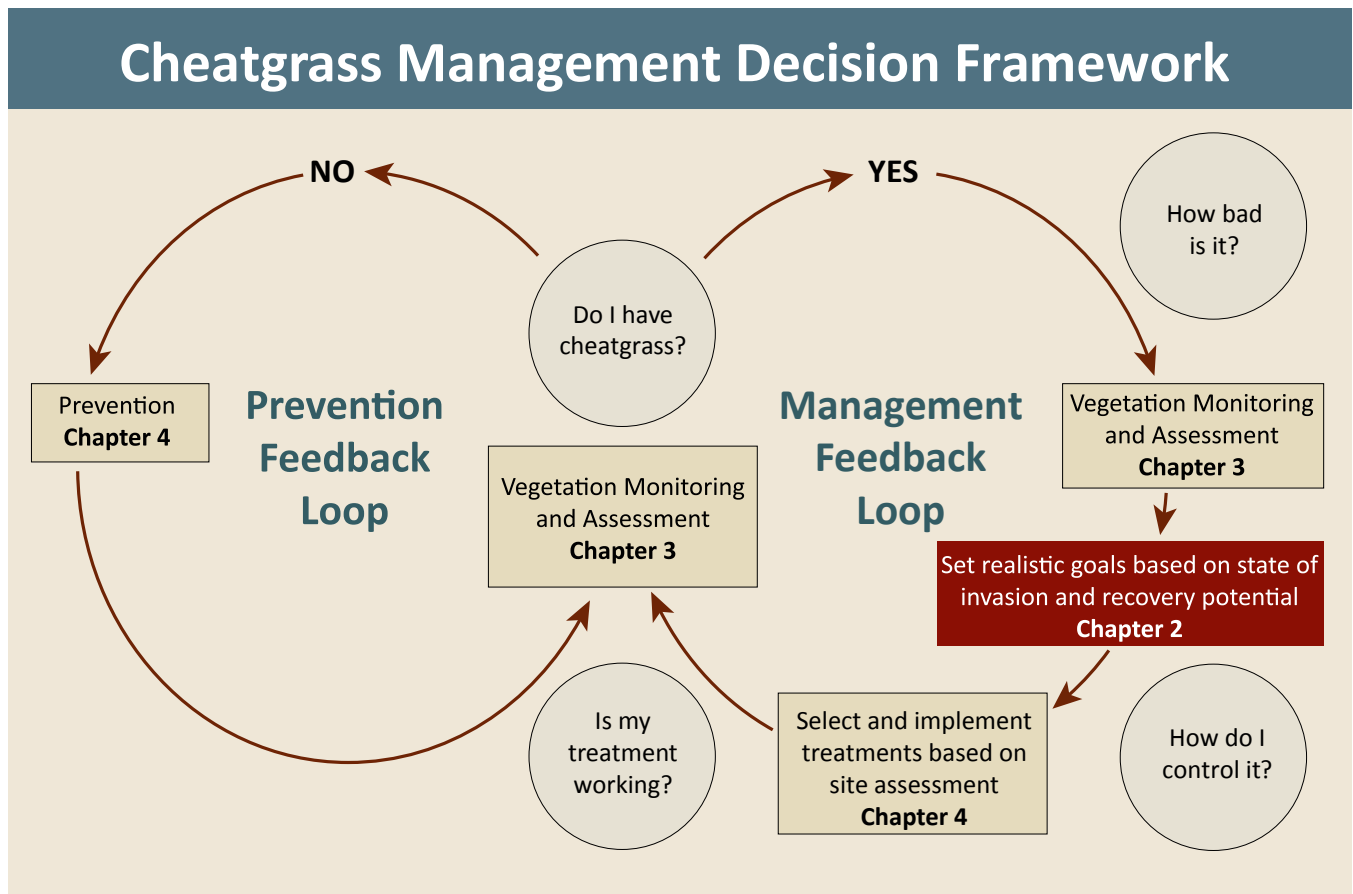 Cheatgrass Management Decision Framework
NO
YES
How bad
is it?
Do I have
cheatgrass?
Prevention
Chapter 4
Prevention
Feedback
Loop
Management
Feedback
Loop
Vegetation Monitoring
and Assessment
Chapter 3
Vegetation Monitoring
and Assessment
Chapter 3
Set realistic goals based on state of
invasion and recovery potential
Chapter 2
Is my
treatment
working?
Select and implement
treatments based on
site assessment
Chapter 4
How do I
control it?